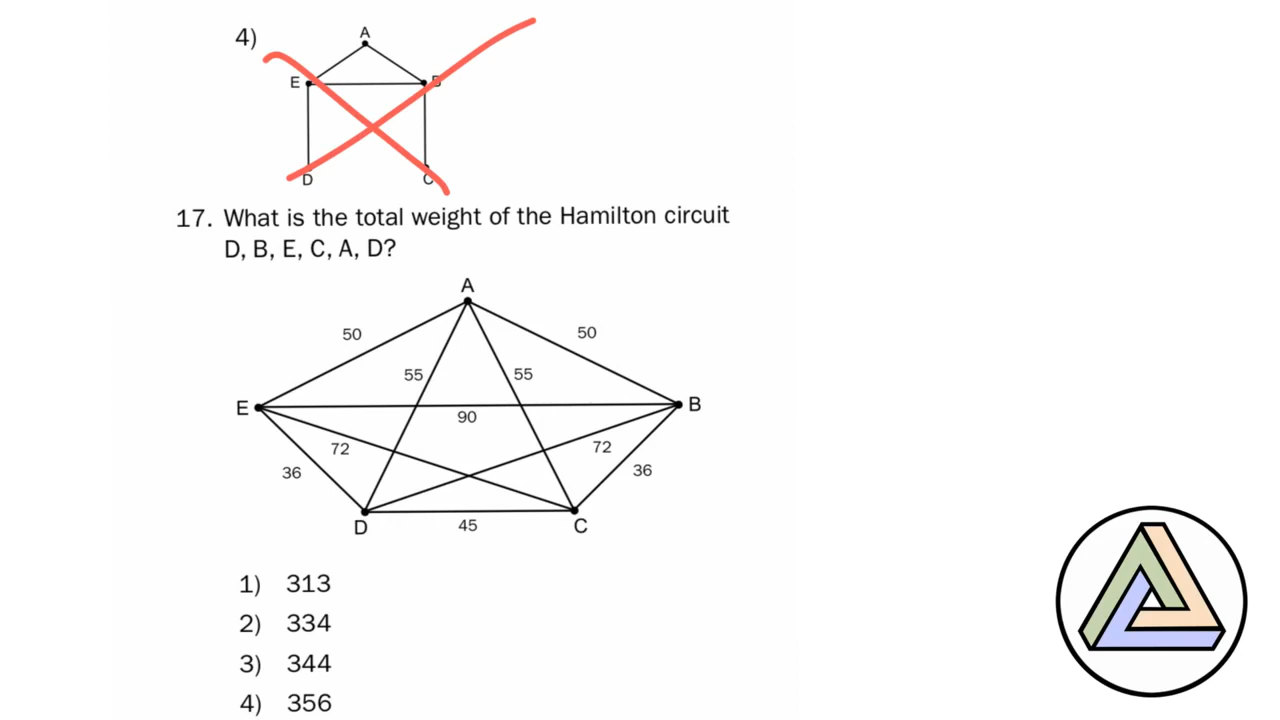 4)
A
E
B
D
C
17. What is the total weight of the Hamilton circuit
D, B, E, C, A, D?
A
50
50
55
55
E
B
90
72
72
36
36
D
45
C
1) 313
2) 334
3) 344
4) 356